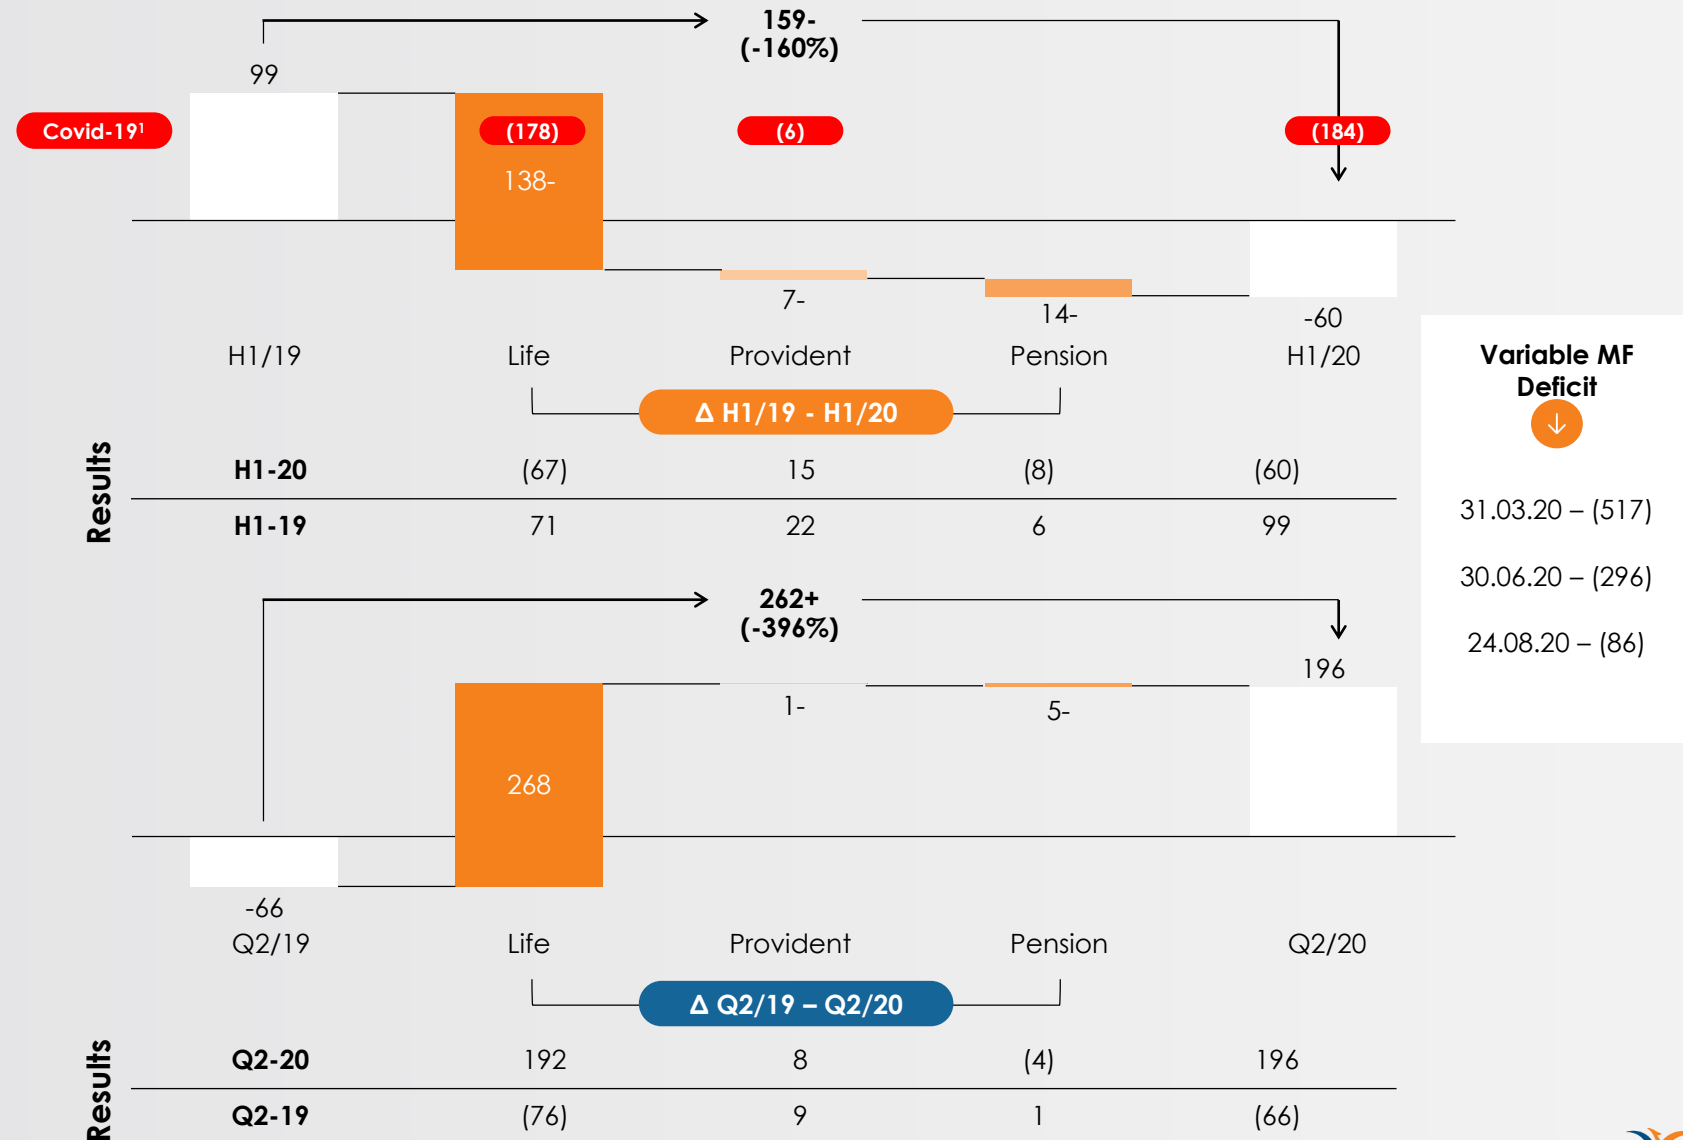 159-
(-160%)
99
Covid-19¹
(178)
(6)
(184)
138-
7-
14-
-60
H1/19 Life Provident Pension H1/20
Δ H1/19 - H1/20
Results
H1-20 (67) 15 (8) (60)
H1-19 71 22 6 99
Variable MF
Deficit
31.03.20 – (517)
30.06.20 – (296)
24.08.20 – (86)
262+
(-396%)
196
1-
5-
268
-66
Q2/19 Life Provident Pension Q2/20
Δ Q2/19 – Q2/20
Results
Q2-20 192 8 (4) 196
Q2-19 (76) 9 1 (66)